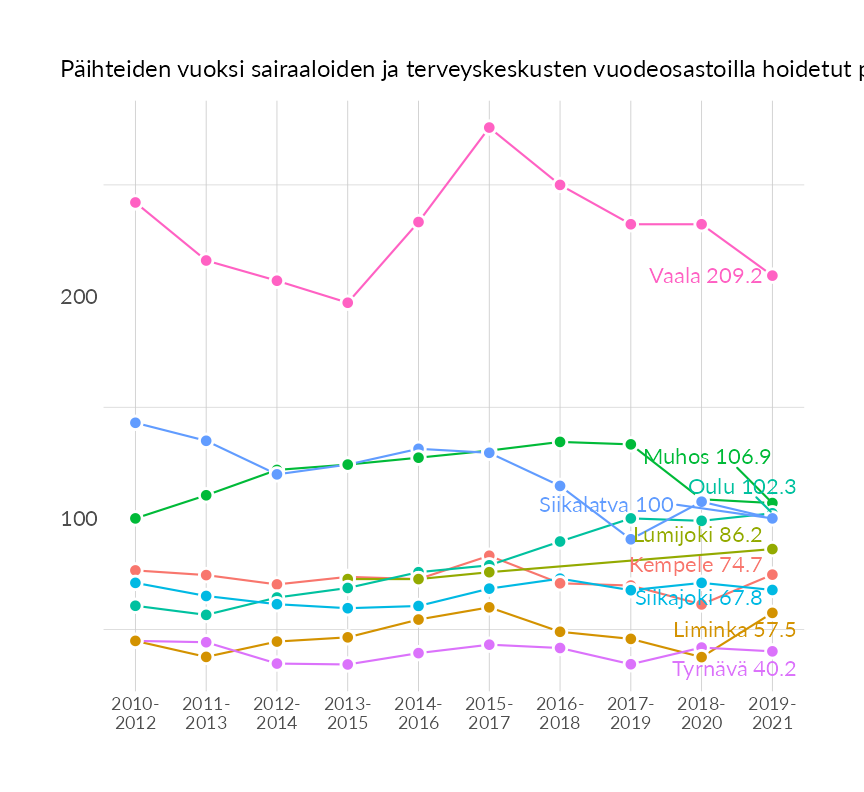 Päihteiden vuoksi sairaaloiden ja terveyskeskusten vuodeosastoilla hoidetut
Vaala 209.2
200
Muhos 106.9
Oulu 102.3
Siikalatva 100
100
Lumijoki 86.2
Kempele 74.7
Siikajoki 67.8
Liminka 57.5
Tyrnävä 40.2
2010- 2011- 2012- 2013- 2014- 2015- 2016- 2017- 2018- 2019-
2012 2013 2014 2015 2016 2017 2018 2019 2020 2021